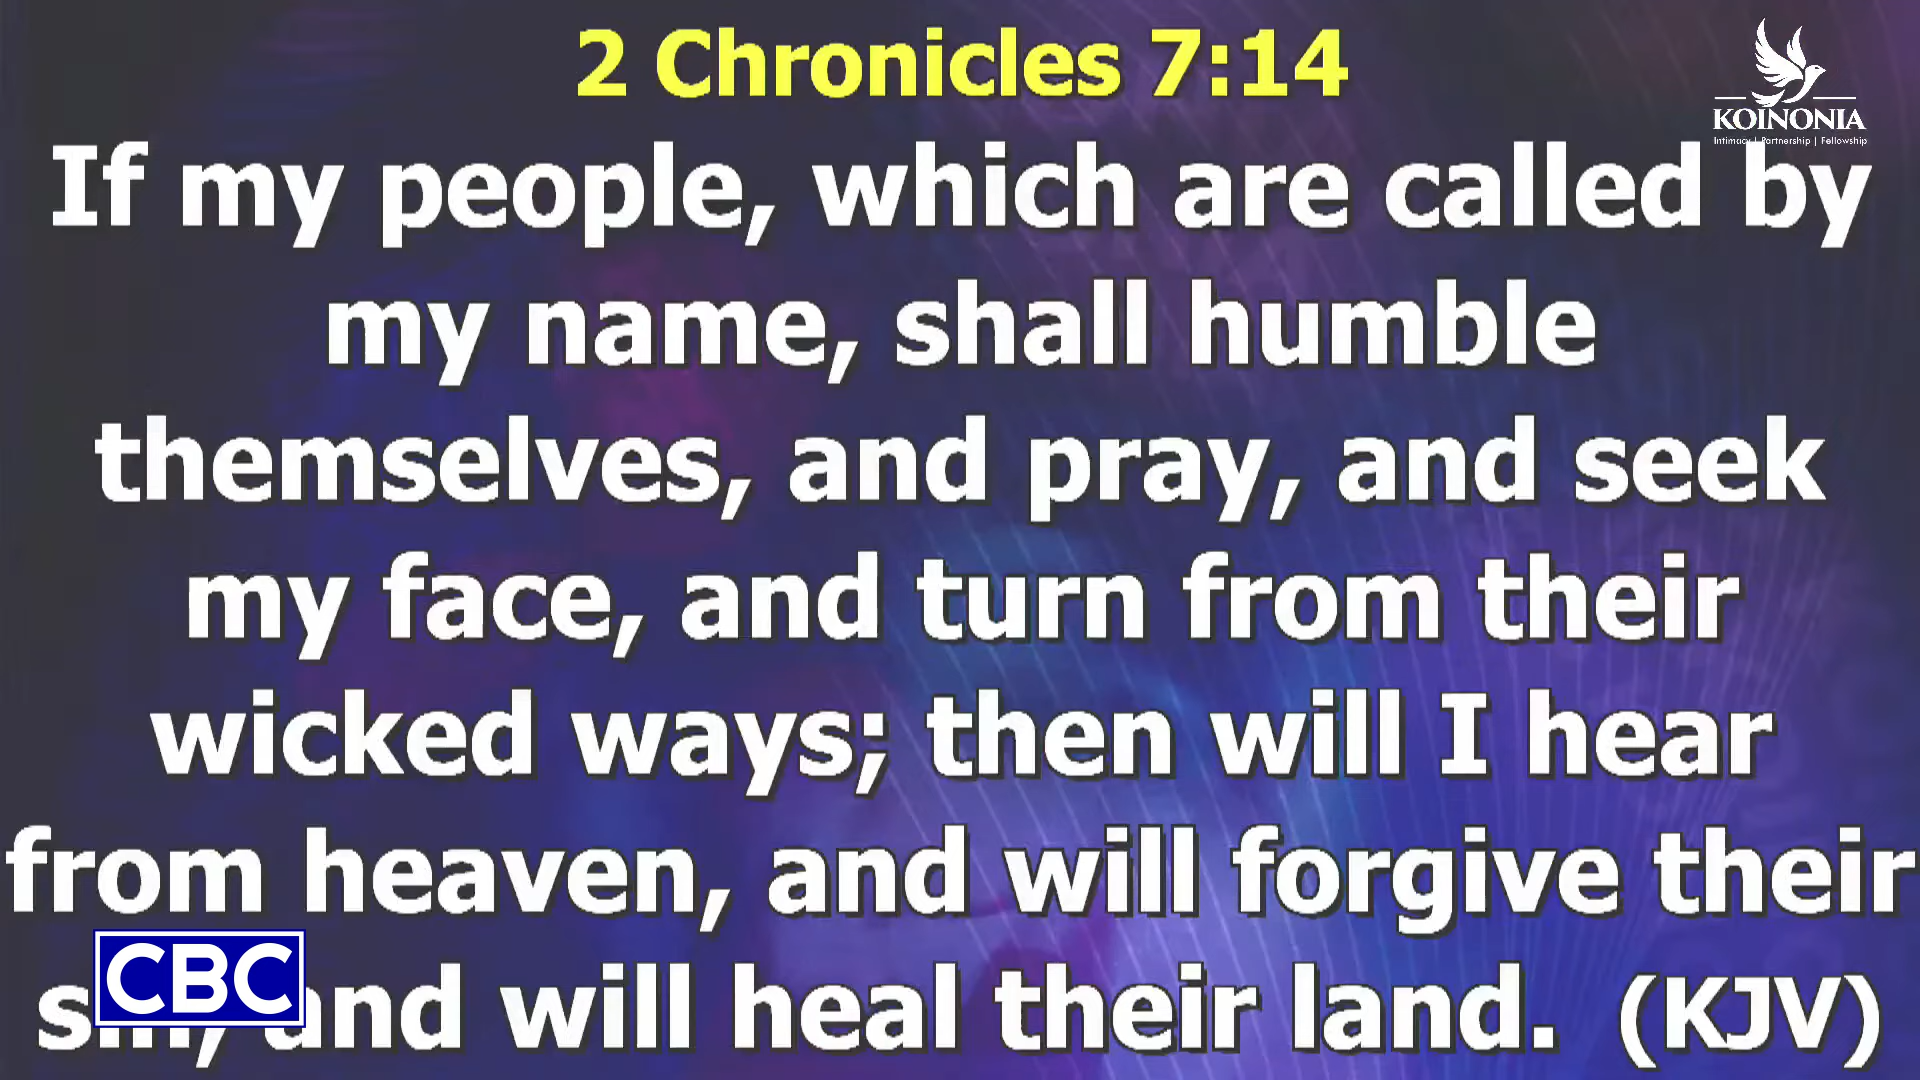 2 Chronicles 7:14
KOINONIA
Intimacy | Partnership | Fellowship
If my people, which are called by
my name, shall humble
themselves, and pray, and seek
my face, and turn from their
wicked ways; then will I hear
from heaven, and will forgive their
CBC
and will heal their land. (KJV)